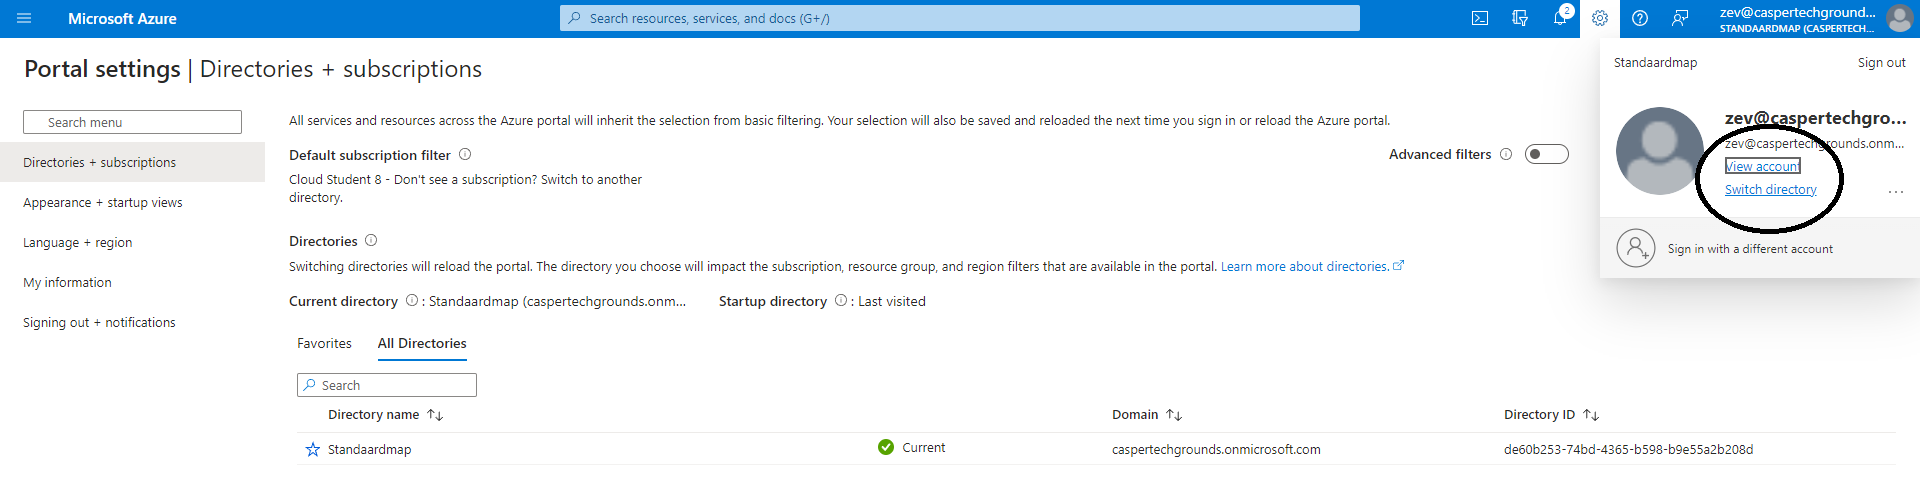 Microsoft Azure
Search resources, services, and docs (G+/)
2
zev@caspertechground...
STANDAARDMAP (CASPERTECH...
Portal settings | Directories + subscriptions
Standaardmap
Sign out
zev@caspertechgro...
zev@caspertechgrounds.onm...
View account
Switch directory
...
Sign in with a different account
Search menu
Directories + subscriptions
Appearance + startup views
Language + region
My information
Signing out + notifications
All services and resources across the Azure portal will inherit the selection from basic filtering. Your selection will also be saved and reloaded the next time you sign in or reload the Azure portal.
Default subscription filter
Advanced filters
Cloud Student 8 - Don't see a subscription? Switch to another
directory.
Directories
Switching directories will reload the portal. The directory you choose will impact the subscription, resource group, and region filters that are available in the portal. Learn more about directories.
Current directory : Standaardmap (caspertechgrounds.onm...
Startup directory : Last visited
Favorites
All Directories
Search
Directory name
Domain
Directory ID
Standaardmap
Current
caspertechgrounds.onmicrosoft.com
de60b253-74bd-4365-b598-b9e55a2b208d